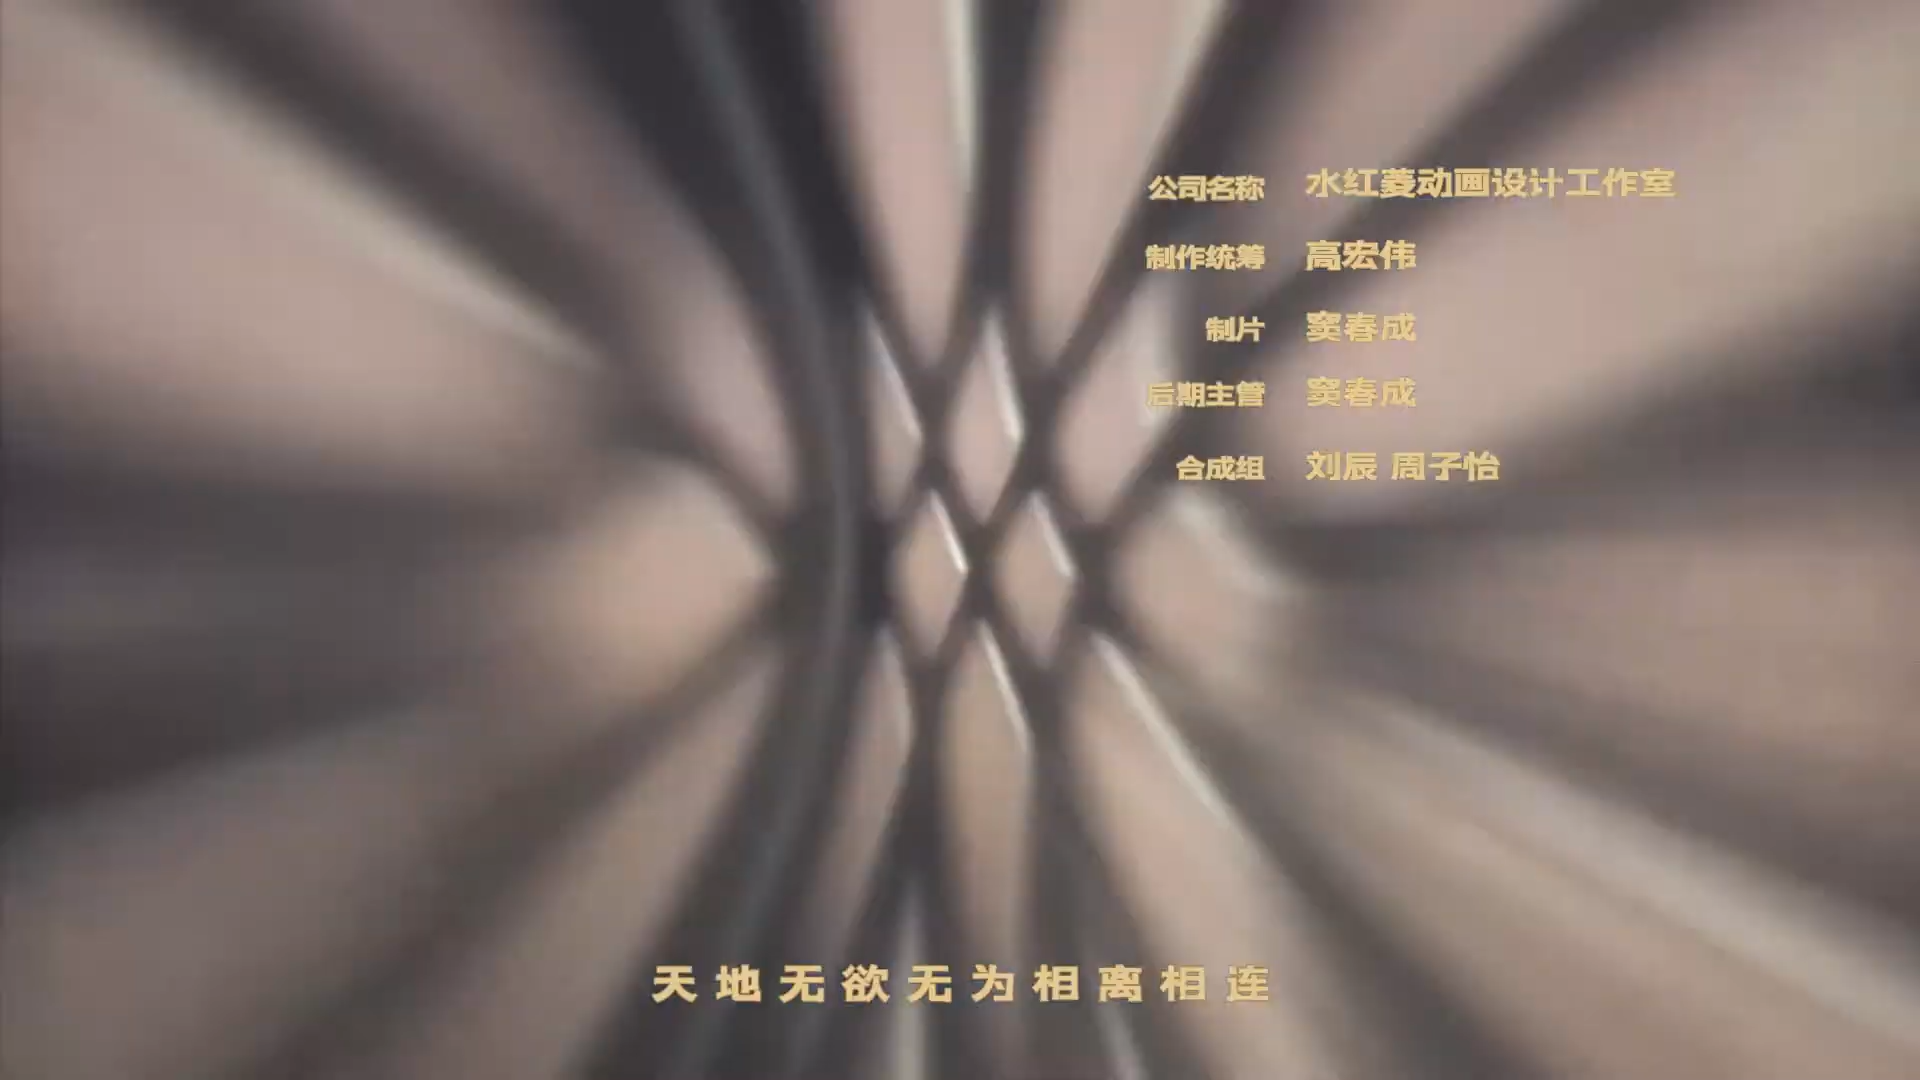 公司名称 水红菱动画设计工作室
制作统筹 高宏伟
制片 窦春成
后期主管 窦春成
合成组 刘辰 周子怡
天地无欲无为相离相连